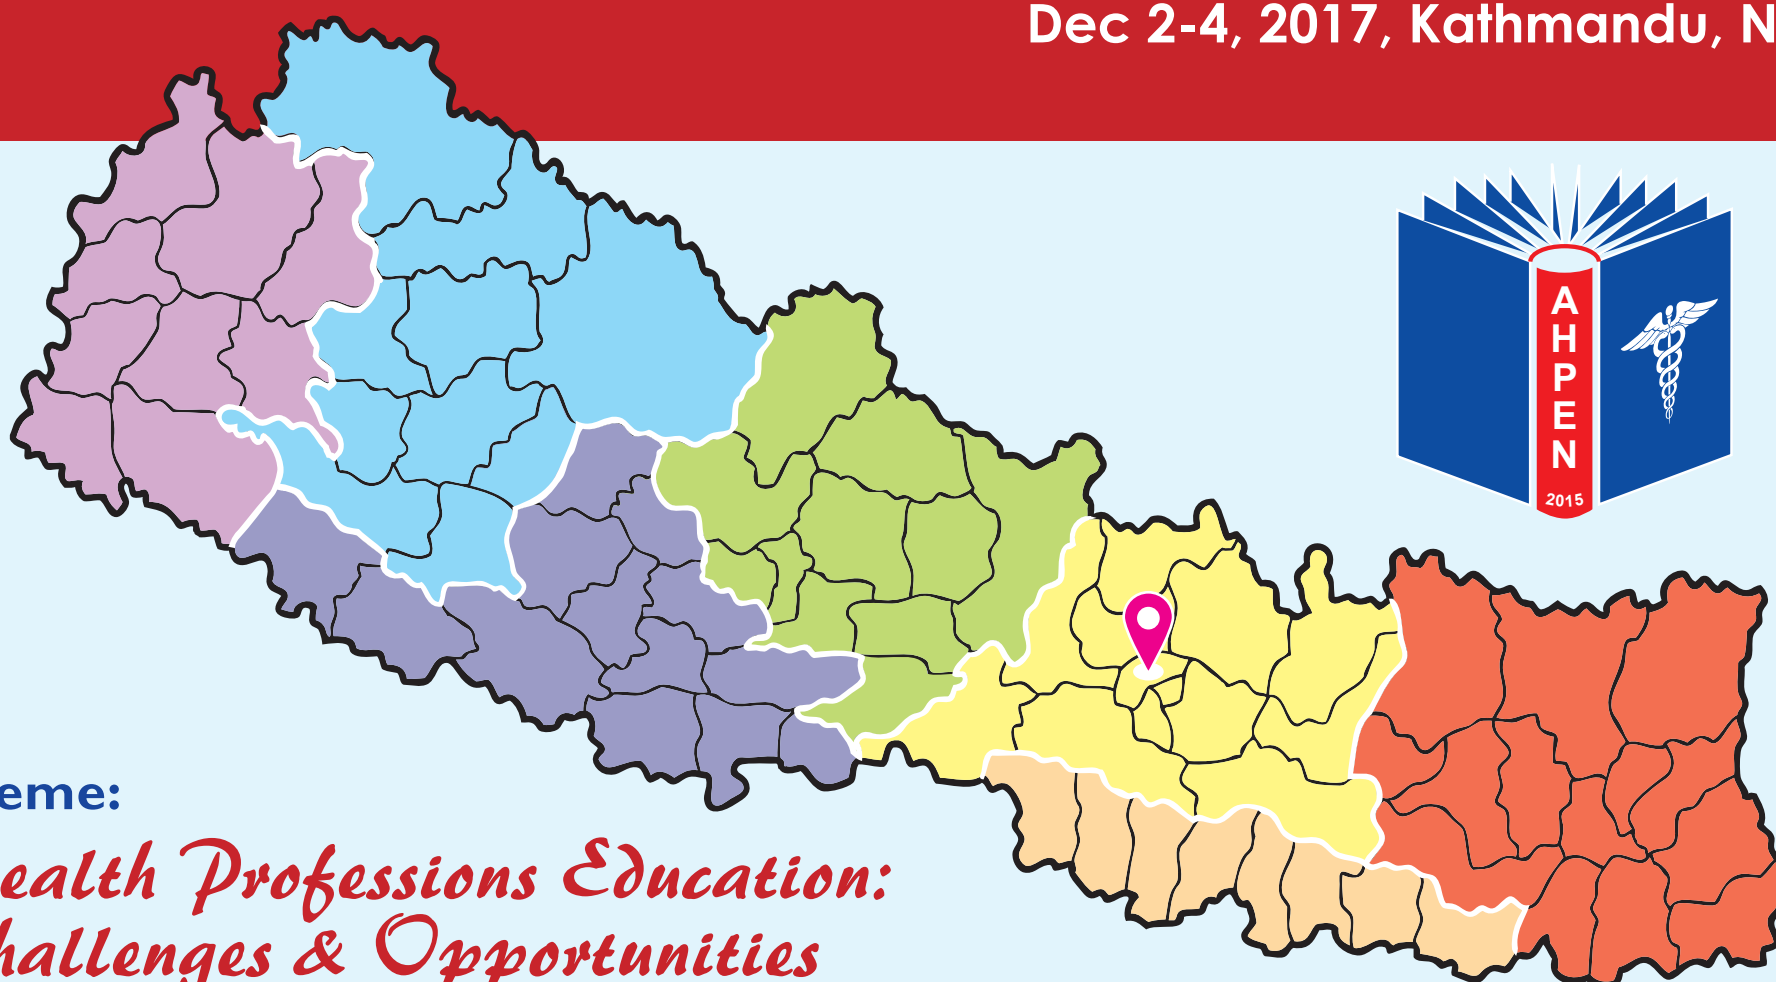 Dec 2-4, 2017, Kathmandu, N
A
H
P
E
N
2015
eme:
ealth Professions Education:
hallenges & Opportunities